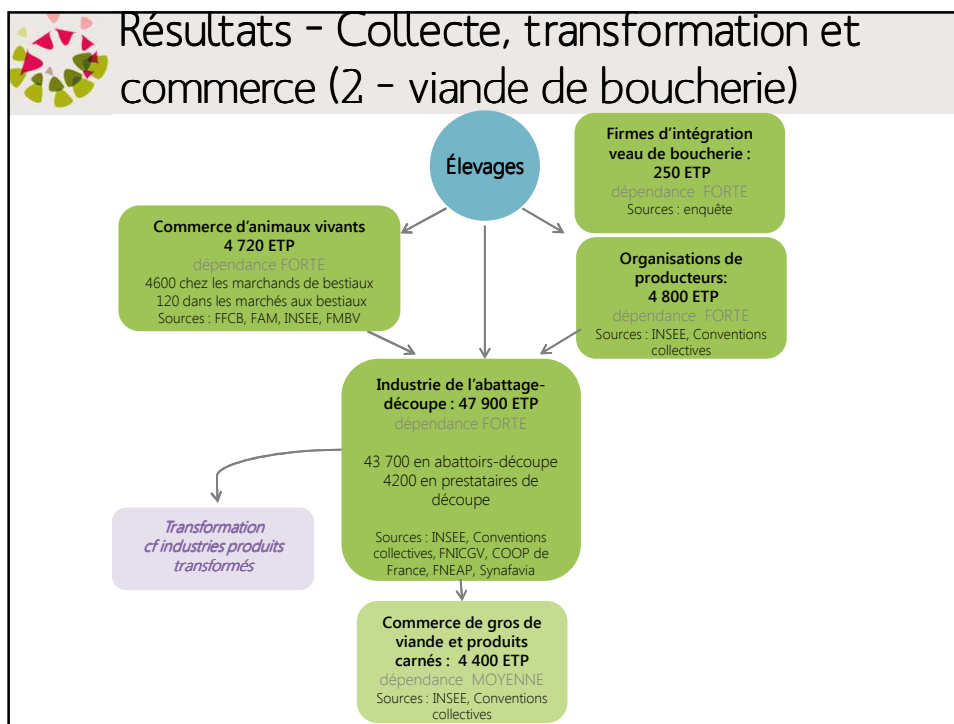 Résultats - Collecte, transformation et
commerce (2 - viande de boucherie)
Élevages
Firmes d'intégration
veau de boucherie :
250 ETP
dépendance FORTE
Sources : enquête
Commerce d'animaux vivants
4 720 ETP
dépendance FORTE
4600 chez les marchands de bestiaux
120 dans les marchés aux bestiaux
Sources : FFCB, FAM, INSEE, FMBV
Organisations de
producteurs:
4 800 ETP
dépendance FORTE
Sources : INSEE, Conventions
collectives
Industrie de l'abattage-
découpe : 47 900 ETP
dépendance FORTE
43 700 en abattoirs-découpe
4200 en prestataires de
découpe
Sources : INSEE, Conventions
collectives, FNICGV, COOP de
France, FNEAP, Synafavia
Transformation
cf industries produits
transformés
Commerce de gros de
viande et produits
carnés : 4 400 ETP
dépendance MOYENNE
Sources : INSEE, Conventions
collectives